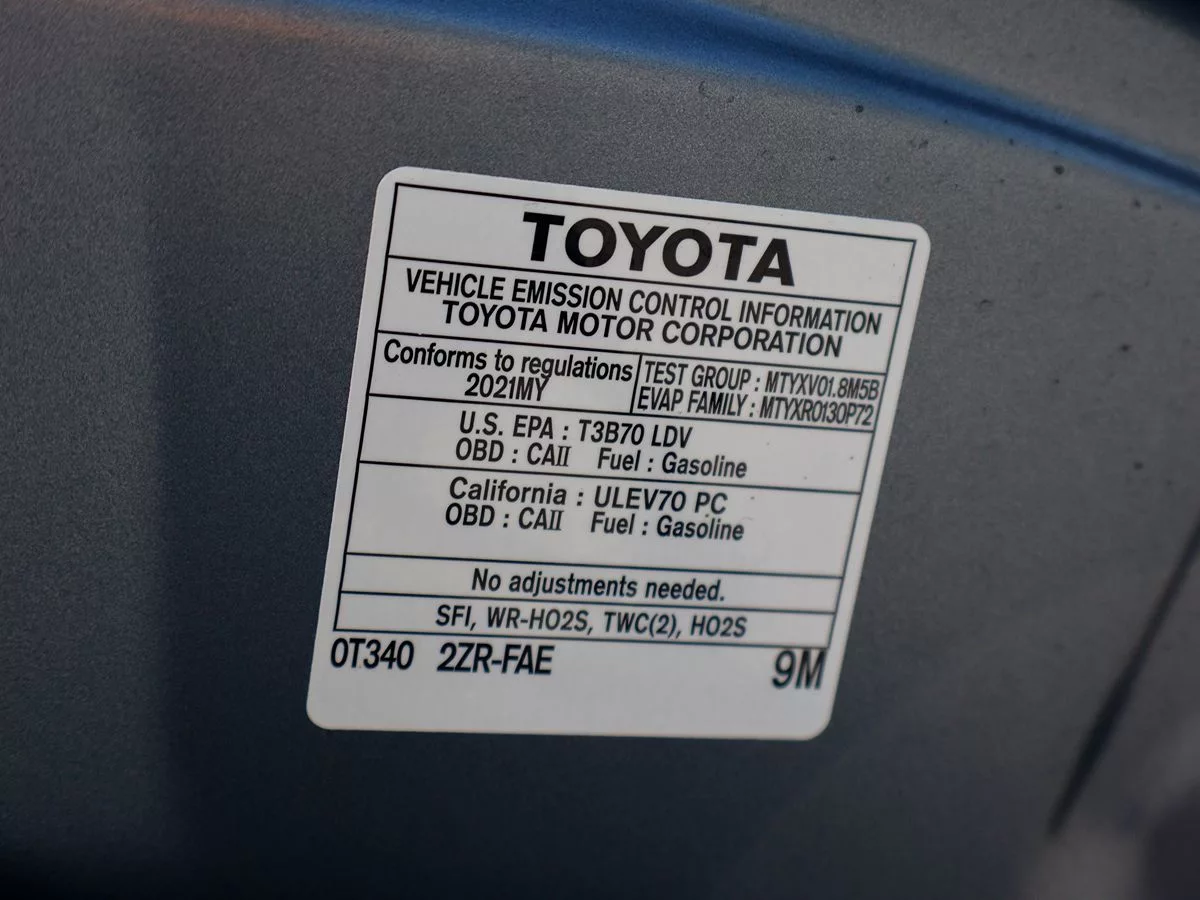 TOYOTA
VEHICLE EMISSION CONTROL INFORMATION
TOYOTA MOTOR CORPORATION
Conforms to regulations
2021MY
TEST GROUP : MTYXV01.8M5B
EVAP FAMILY : MTYXR0130P72
U.S. EPA : T3B70 LDV
OBD : CAII Fuel : Gasoline
California : ULEV70 PC
OBD : CAII Fuel : Gasoline
No adjustments needed.
SFI, WR-HO2S, TWC(2), HO2S
0T340 2ZR-FAE 9M